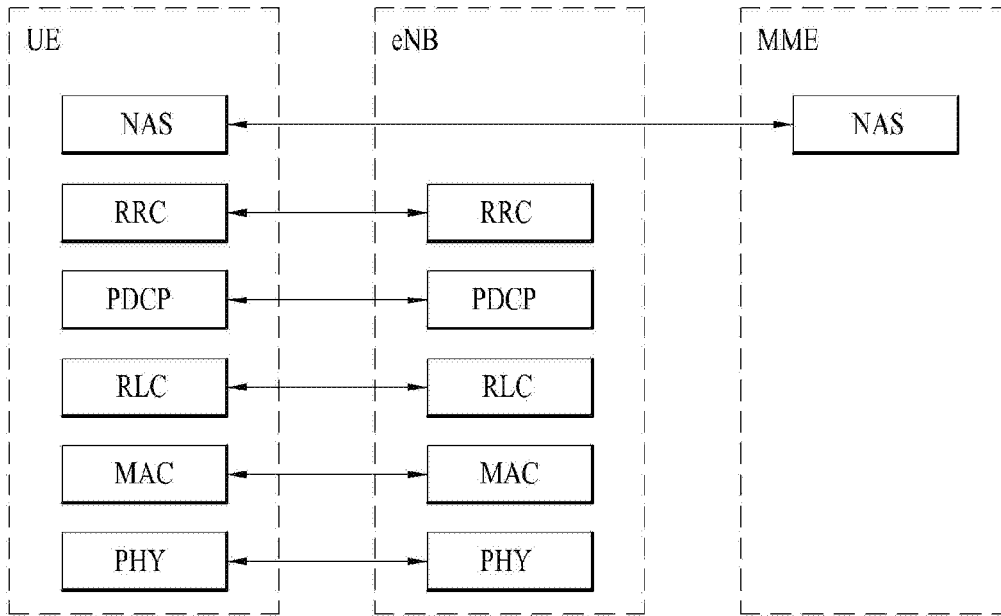 UE eNB MME
NAS NAS
RRC RRC
PDCP PDCP
RLC RLC
MAC MAC
PHY PHY